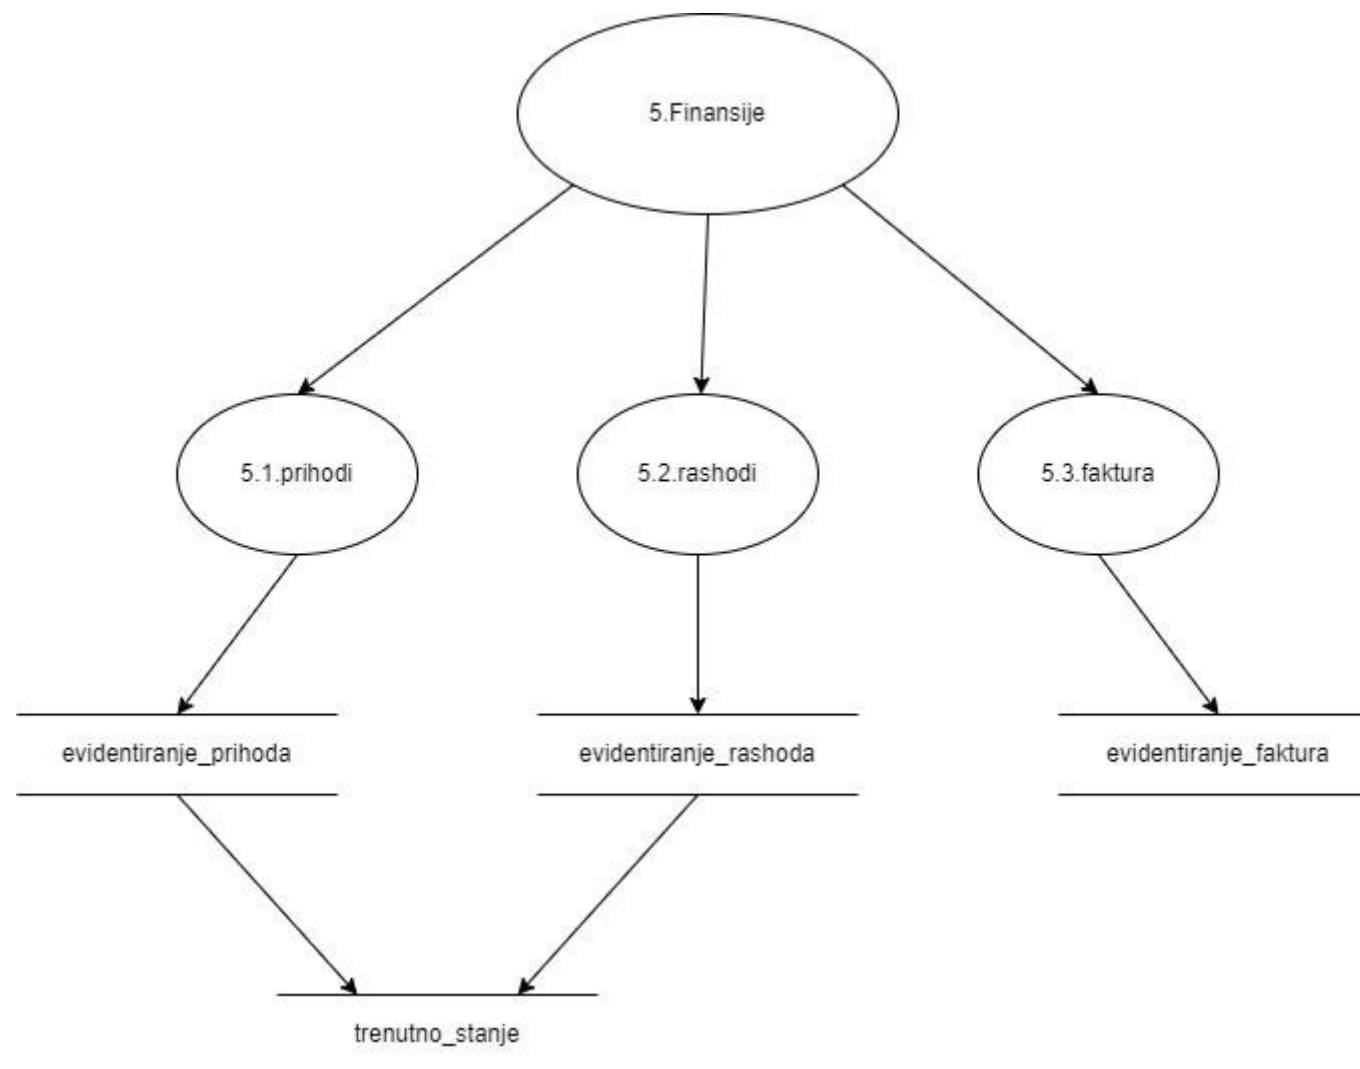 5.Finansije
5.1.prihodi
5.2.rashodi
5.3.faktura
evidentiranje_prihoda
evidentiranje_rashoda
evidentiranje_faktura
trenutno_stanje